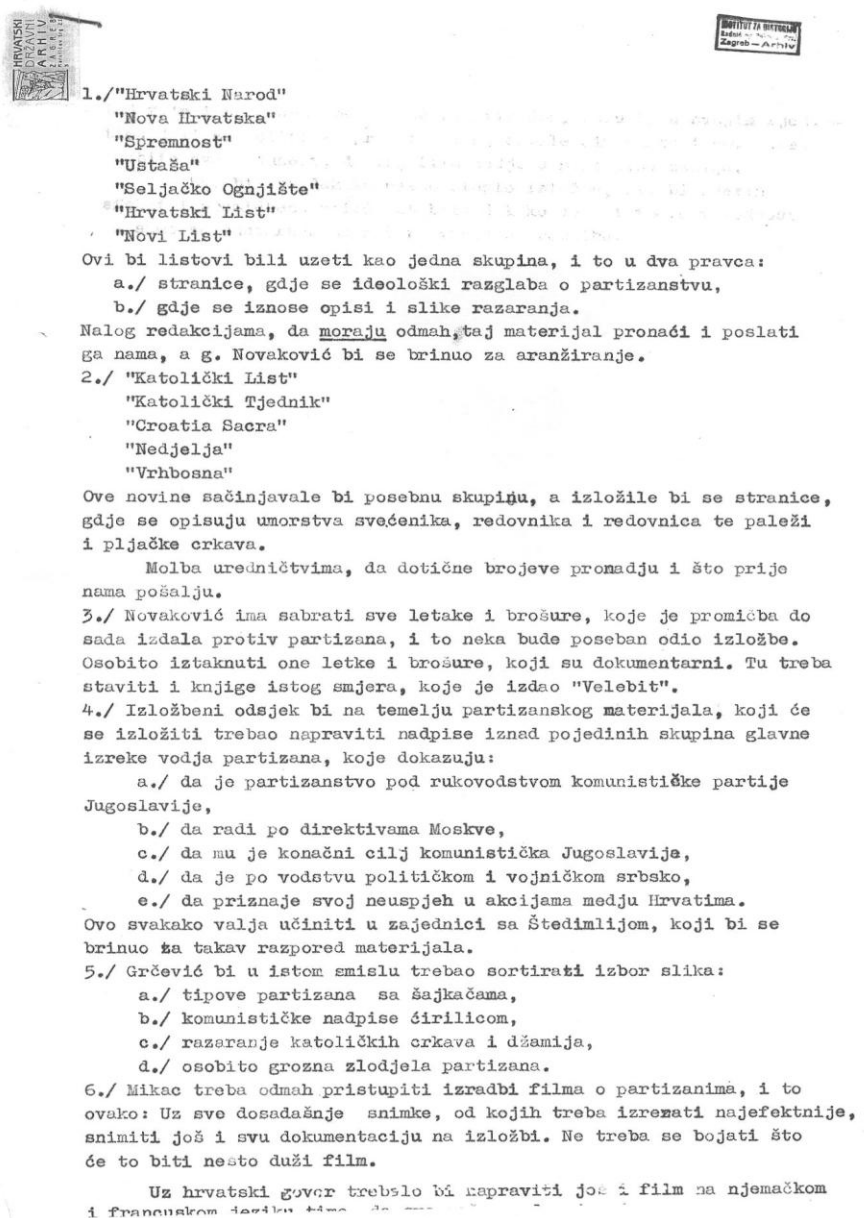 HRVATSKI
DRŽAVNI
ARHIV
ZAGREB
INSTITUT ZA HISTORIJU
Zagreb — Arhiv
1./"Hrvatski Narod"
"Nova Hrvatska"
"Spremnost"
"Ustaša"
"Seljačko Ognjište"
"Hrvatski List"
"Novi List"
Ovi bi listovi bili uzeti kao jedna skupina, i to u dva pravca:
a./ stranice, gdje se ideološki razglaba o partizanstvu,
b./ gdje se iznose opisi i slike razaranja.
Nalog redakcijama, da moraju odmah,taj materijal pronaći i poslati
ga nama, a g. Novaković bi se brinuo za aranžiranje.
2./ "Katolički List"
"Katolički Tjednik"
"Croatia Sacra"
"Nedjelja"
"Vrhbosna"
Ove novine sačinjavale bi posebnu skupinu, a izložile bi se stranice,
gdje se opisuju umorstva svećenika, redovnika i redovnica te paleži
i pljačke crkava.
Molba uredničtvima, da dotične brojeve pronadju i što prije
nama pošalju.
3./ Novaković ima sabrati sve letake i brošure, koje je promičba do
sada izdala protiv partizana, i to neka bude poseban odio izložbe.
Osobito iztaknuti one letke i brošure, koji su dokumentarni. Tu treba
staviti i knjige istog smjera, koje je izdao "Velebit".
4./ Izložbeni odsjek bi na temelju partizanskog materijala, koji će
se izložiti trebao napraviti nadpise iznad pojedinih skupina glavne
izreke vodja partizana, koje dokazuju:
a./ da je partizanstvo pod rukovodstvom komunističke partije
Jugoslavije,
b./ da radi po direktivama Moskve,
c./ da mu je konačni cilj komunistička Jugoslavija,
d./ da je po vodstvu političkom i vojničkom srbsko,
e./ da priznaje svoj neuspjeh u akcijama medju Hrvatima.
Ovo svakako valja učiniti u zajednici sa Štedimlijom, koji bi se
brinuo za takav razpored materijala.
5./ Grčević bi u istom smislu trebao sortirati izbor slika:
a./ tipove partizana sa šajkačama,
b./ komunističke nadpise ćirilicom,
c./ razaranje katoličkih crkava i džamija,
d./ osobito grozna zlodjela partizana.
6./ Mikac treba odmah pristupiti izradbi filma o partizanima, i to
ovako: Uz sve dosadašnje snimke, od kojih treba izrezati najefektnije,
snimiti još i svu dokumentaciju na izložbi. Ne treba se bojati što
će to biti nešto duži film.
Uz hrvatski govor trebalo bi napraviti još i film na njemačkom
i francuskom jeziku